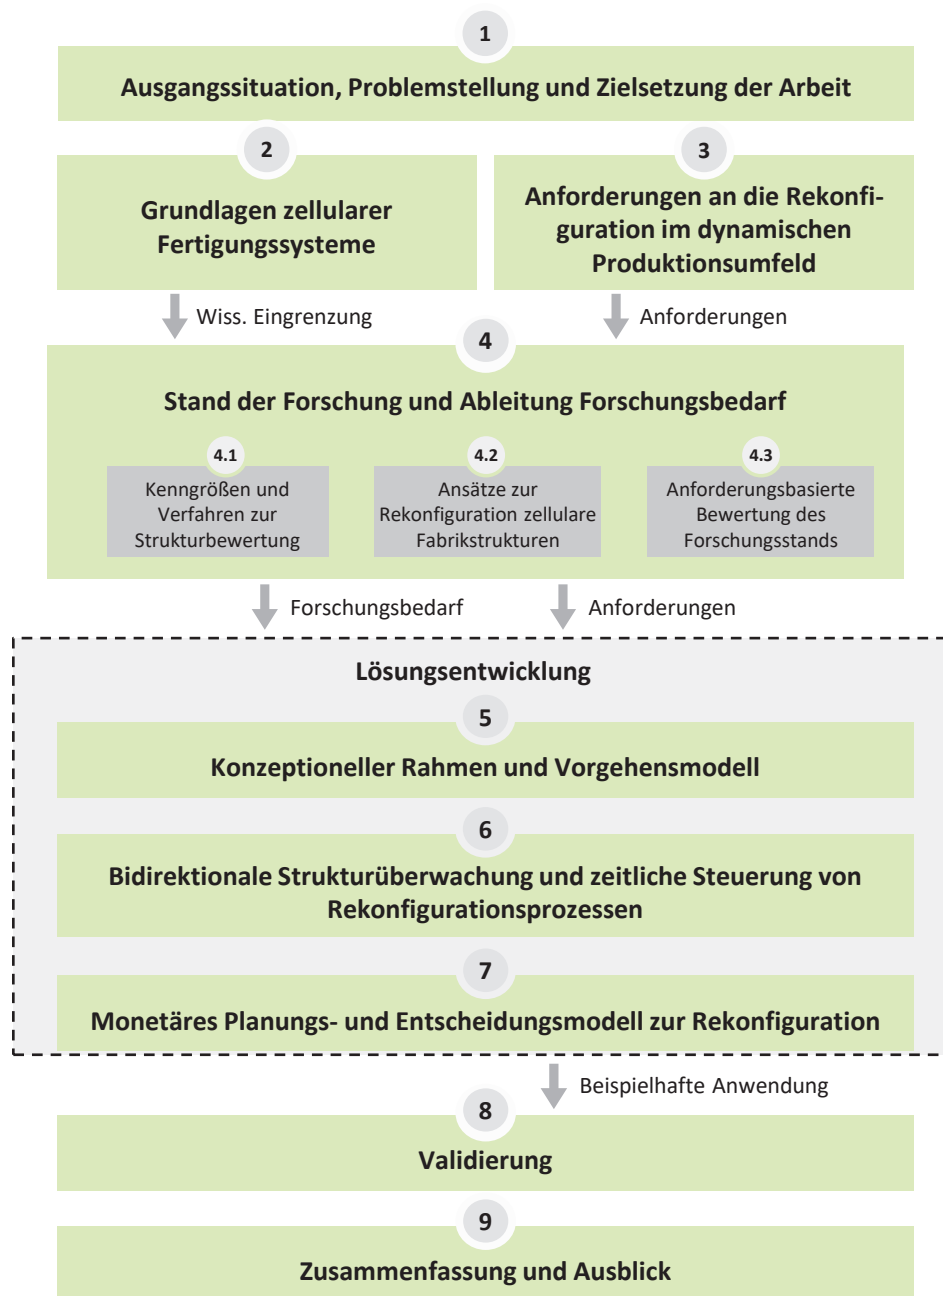 1
Ausgangssituation, Problemstellung und Zielsetzung der Arbeit
2
Grundlagen zellularer
Fertigungssysteme
3
Anforderungen an die Rekonfi-
guration im dynamischen
Produktionsumfeld
Wiss. Eingrenzung
Anforderungen
4
Stand der Forschung und Ableitung Forschungsbedarf
4.1
Kenngrößen und
Verfahren zur
Strukturbewertung
4.2
Ansätze zur
Rekonfiguration zellulare
Fabrikstrukturen
4.3
Anforderungsbasierte
Bewertung des
Forschungsstands
Forschungsbedarf
Anforderungen
Lösungsentwicklung
5
Konzeptioneller Rahmen und Vorgehensmodell
6
Bidirektionale Strukturüberwachung und zeitliche Steuerung von
Rekonfigurationsprozessen
7
Monetäres Planungs- und Entscheidungsmodell zur Rekonfiguration
Beispielhafte Anwendung
8
Validierung
9
Zusammenfassung und Ausblick